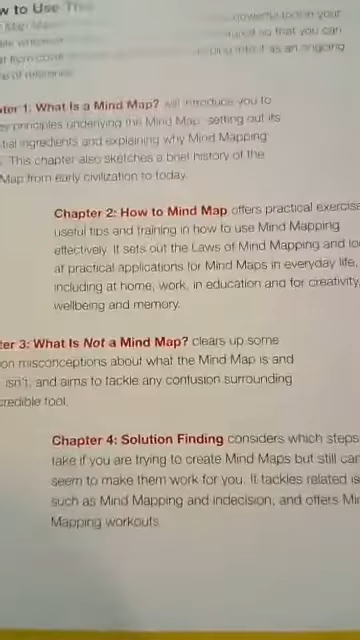 w to Use This
powerful tool in your
so that you can
it as an ongoing
of reference.
ter 1: What Is a Mind Map? will introduce you to
principles underlying the Mind Map, setting out its
tial ingredients and explaining why Mind Mapping
. This chapter also sketches a brief history of the
Map from early civilization to today.
Chapter 2: How to Mind Map offers practical exercise
useful tips and training in how to use Mind Mapping
effectively. It sets out the Laws of Mind Mapping and lo
at practical applications for Mind Maps in everyday life,
including at home, work, in education and for creativity,
wellbeing and memory.
ter 3: What Is Not a Mind Map? clears up some
on misconceptions about what the Mind Map is and
isn't, and aims to tackle any confusion surrounding
credible tool.
Chapter 4: Solution Finding considers which steps
take if you are trying to create Mind Maps but still can
seem to make them work for you. It tackles related is
such as Mind Mapping and indecision, and offers Mi
Mapping workouts.